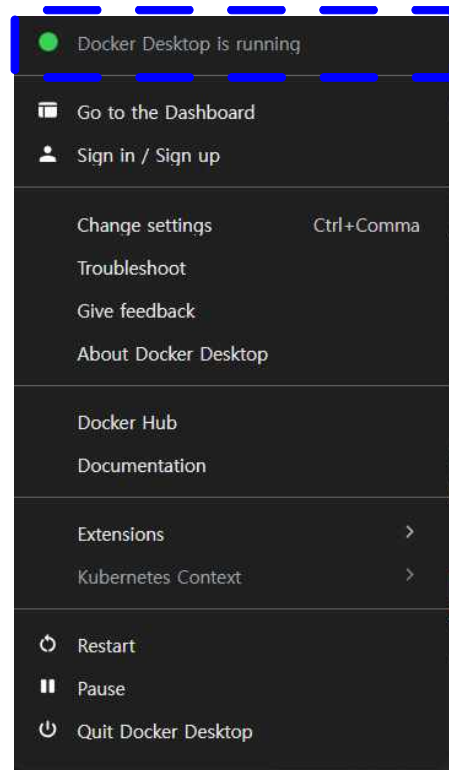 Docker Desktop is running
Go to the Dashboard
Sign in / Sign up
Change settings Ctrl+Comma
Troubleshoot
Give feedback
About Docker Desktop
Docker Hub
Documentation
Extensions
Kubernetes Context
Restart
Pause
Quit Docker Desktop